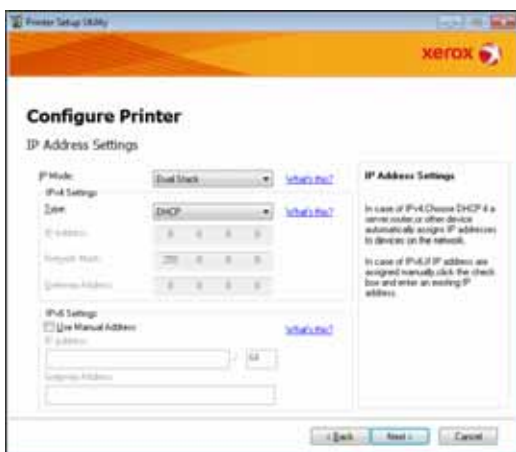 Printer Setup Utility
xerox
Configure Printer
IP Address Settings
IP Mode: Dual Stack What's this?
IPv4 Settings
Type: DHCP What's this?
IP Address: 0 0 0 0
Network Mask: 255 0 0 0
Gateway Address: 0 0 0 0
IPv6 Settings
Use Manual Address What's this?
IP Address:
/ 64
Gateway Address:
IP Address Settings
In case of IPv4,Choose DHCP if a
server,router,or other device
automatically assigns IP addresses
to devices on the network.
In case of IPv6,if IP address are
assigned manually,click the check
box and enter an existing IP
address.
< Back Next > Cancel